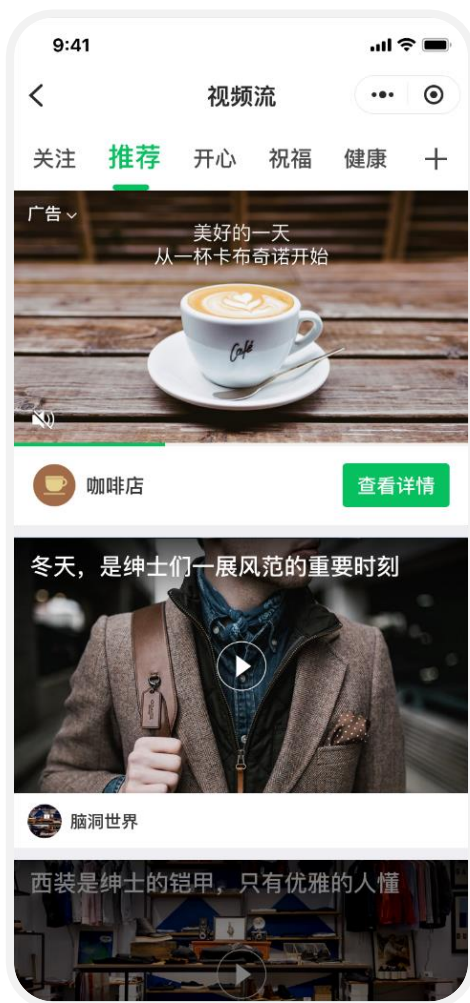 9:41
视频流
关注 推荐 开心 祝福 健康
广告
美好的一天
从一杯卡布奇诺开始
Café
咖啡店
查看详情
冬天，是绅士们一展风范的重要时刻
脑洞世界
西装是绅士的铠甲，只有优雅的人懂